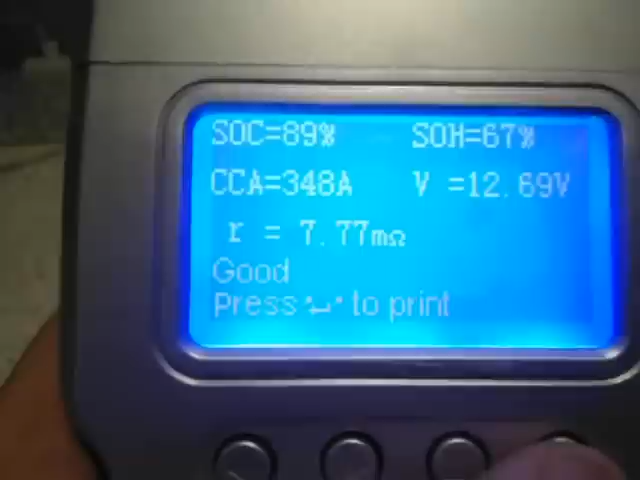 SOC=89% SOH=67%
CCA=348A V =12.69V
r = 7.77mΩ
Good
Press "↵" to print